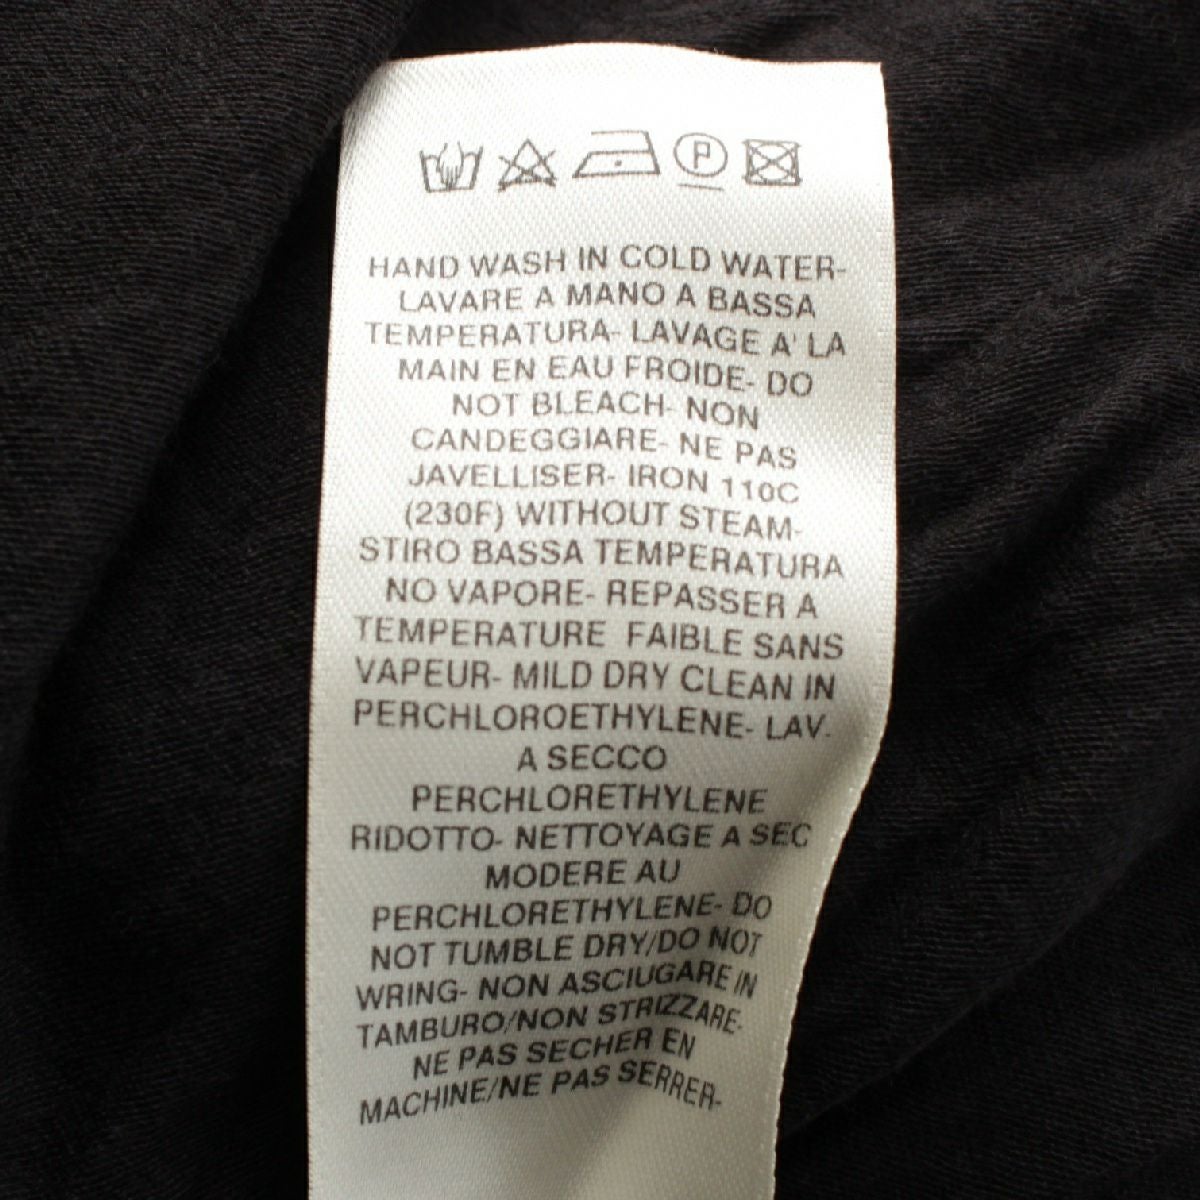 P
HAND WASH IN COLD WATER-
LAVARE A MANO A BASSA
TEMPERATURA- LAVAGE A' LA
MAIN EN EAU FROIDE- DO
NOT BLEACH- NON
CANDEGGIARE- NE PAS
JAVELLISER- IRON 110C
(230F) WITHOUT STEAM-
STIRO BASSA TEMPERATURA
NO VAPORE- REPASSER A
TEMPERATURE FAIBLE SANS
VAPEUR- MILD DRY CLEAN IN
PERCHLOROETHYLENE- LAV.
A SECCO
PERCHLORETHYLENE
RIDOTTO- NETTOYAGE A SEC
MODERE AU
PERCHLORETHYLENE- DO
NOT TUMBLE DRY/DO NOT
WRING- NON ASCIUGARE IN
TAMBURO/NON STRIZZARE-
NE PAS SECHER EN
MACHINE/NE PAS SERRER-